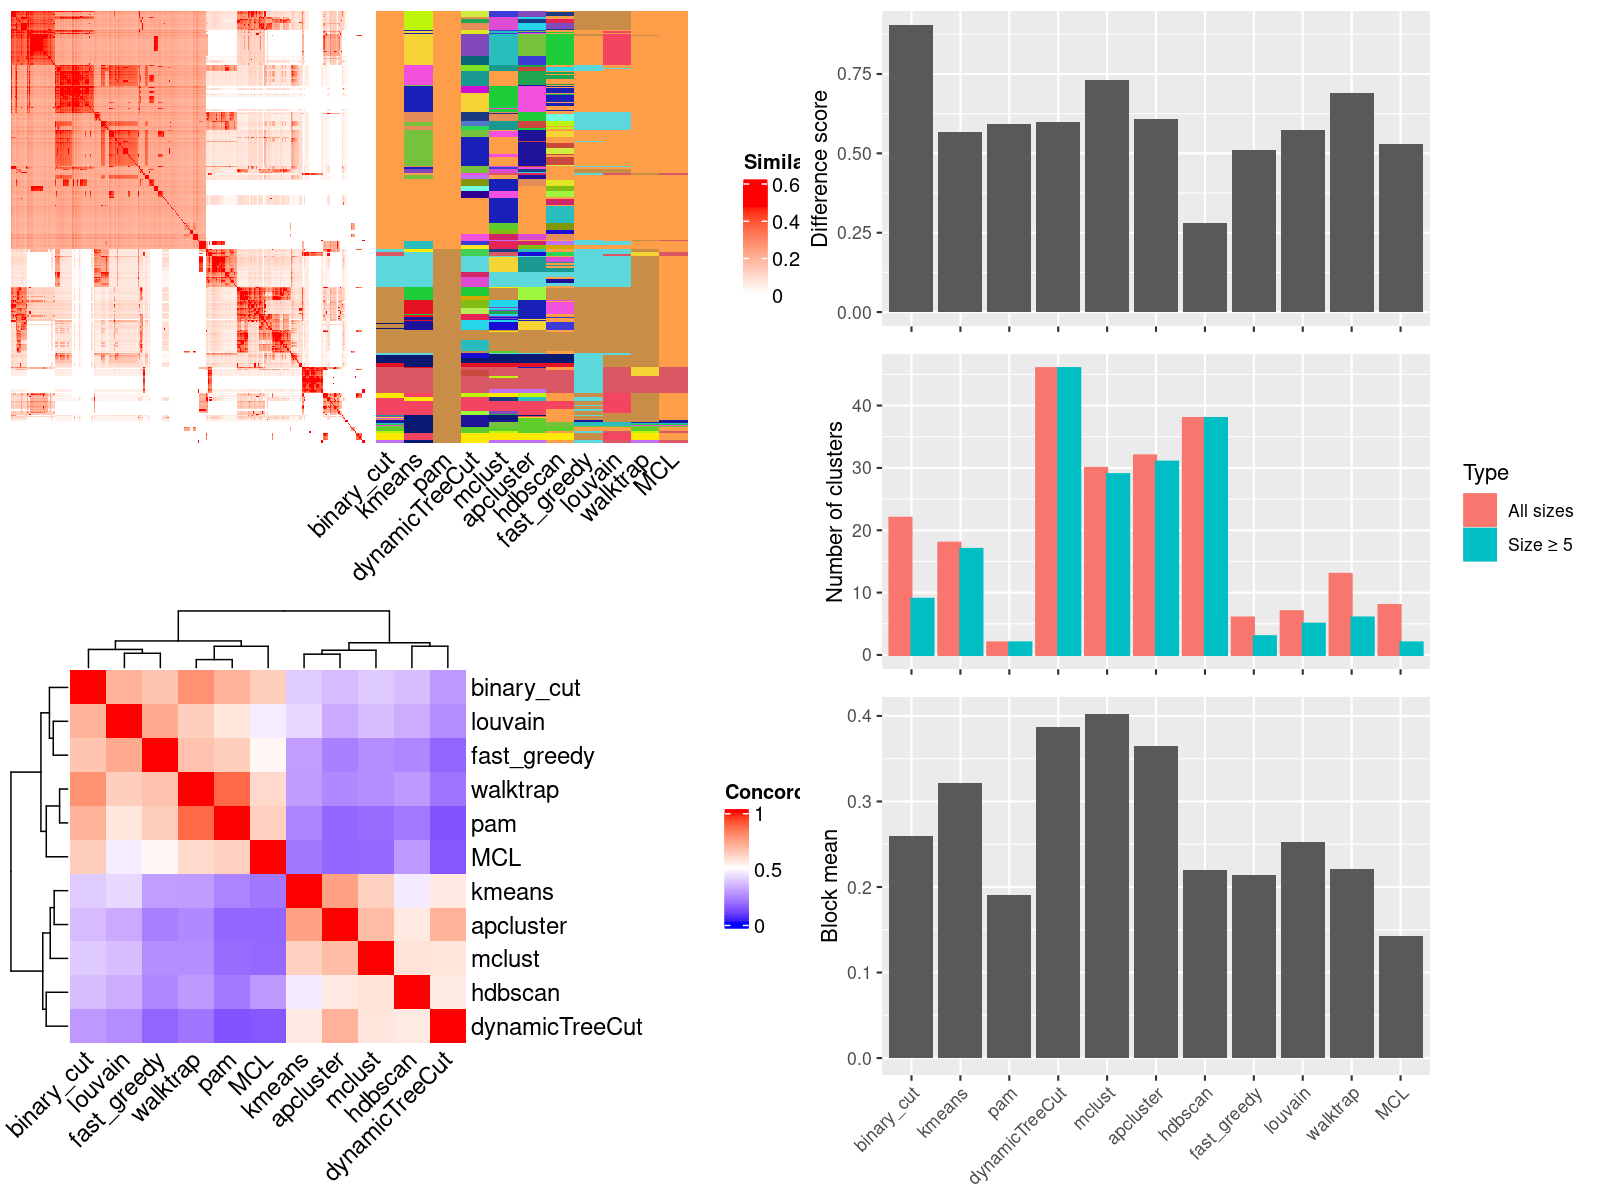 Simila
0.6
0.4
0.2
0
binary_cut
kmeans
pam
dynamicTreeCut
mclust
apcluster
hdbscan
fast_greedy
louvain
walktrap
MCL
binary_cut
louvain
fast_greedy
walktrap
pam
MCL
kmeans
apcluster
mclust
hdbscan
dynamicTreeCut
binary_cut
louvain
fast_greedy
walktrap
pam
MCL
kmeans
apcluster
mclust
hdbscan
dynamicTreeCut
Concord
1
0.5
0
Difference score
0.75
0.50
0.25
0.00
Number of clusters
40
30
20
10
0
Type
All sizes
Size ≥ 5
Block mean
0.4
0.3
0.2
0.1
0.0
binary_cut
kmeans
pam
dynamicTreeCut
mclust
apcluster
hdbscan
fast_greedy
louvain
walktrap
MCL